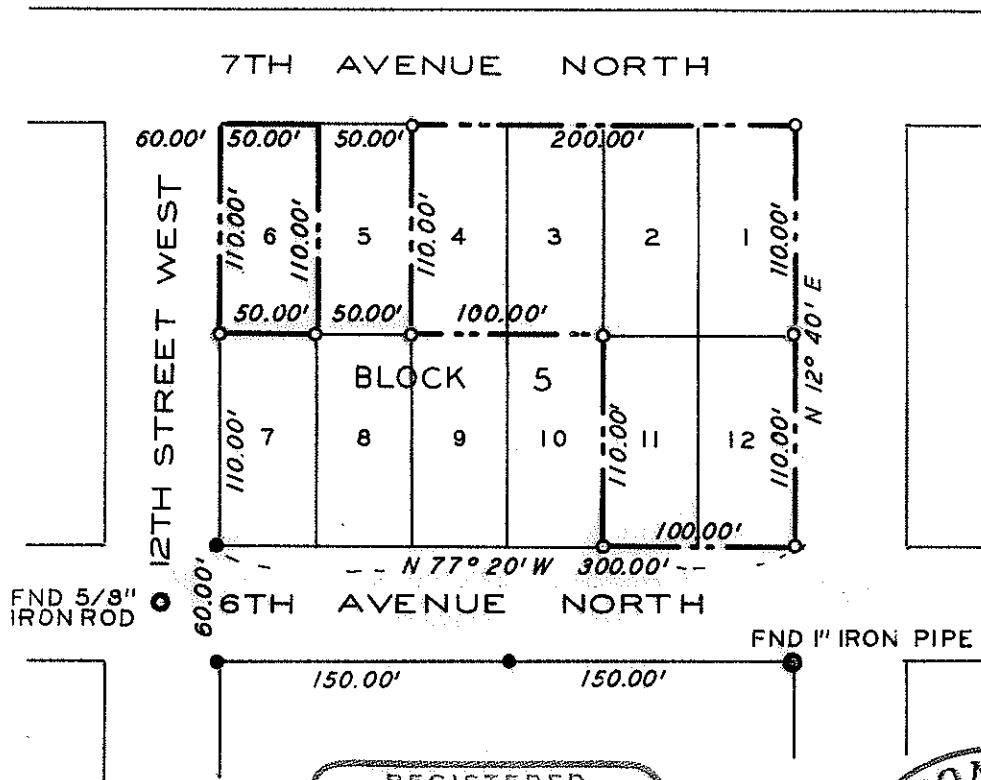 7TH AVENUE NORTH
60.00' 50.00' 50.00' 200.00'
12TH STREET WEST
110.00' 110.00' 110.00' 110.00'
6 5 4 3 2 1
50.00' 50.00' 100.00'
N 12° 40' E
BLOCK 5
7 8 9 10 11 12
110.00' 110.00' 110.00'
100.00'
N 77° 20' W 300.00'
FND 5/8"
IRON ROD
60.00'
6TH AVENUE NORTH
FND 1" IRON PIPE
150.00' 150.00'
REGISTERED